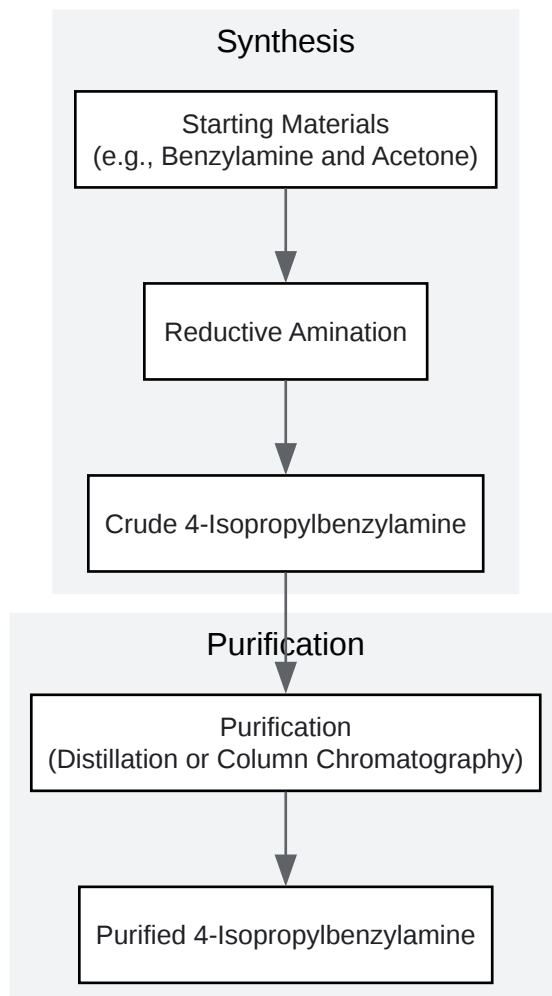 Synthesis
Starting Materials
(e.g., Benzylamine and Acetone)
Reductive Amination
Crude 4-Isopropylbenzylamine
Purification
Purification
(Distillation or Column Chromatography)
Purified 4-Isopropylbenzylamine